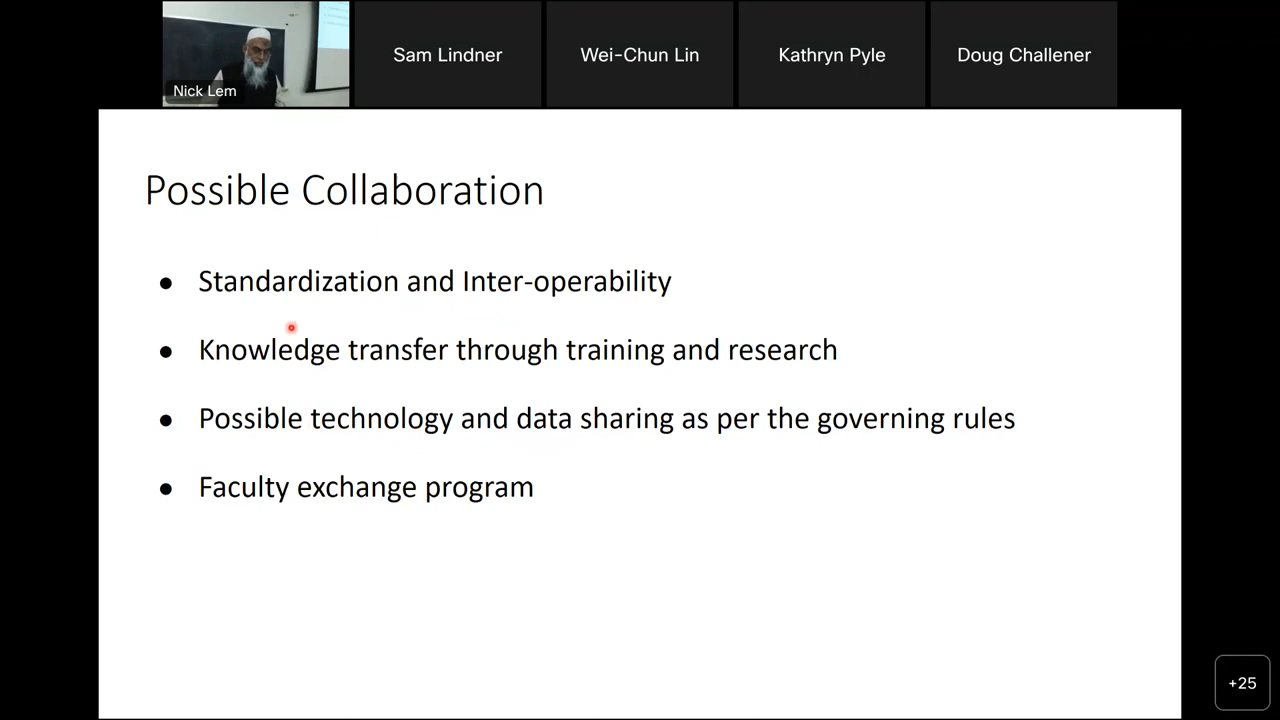 Nick Lem
Sam Lindner
Wei-Chun Lin
Kathryn Pyle
Doug Challener
Possible Collaboration
● Standardization and Inter-operability
● Knowledge transfer through training and research
● Possible technology and data sharing as per the governing rules
● Faculty exchange program
+25